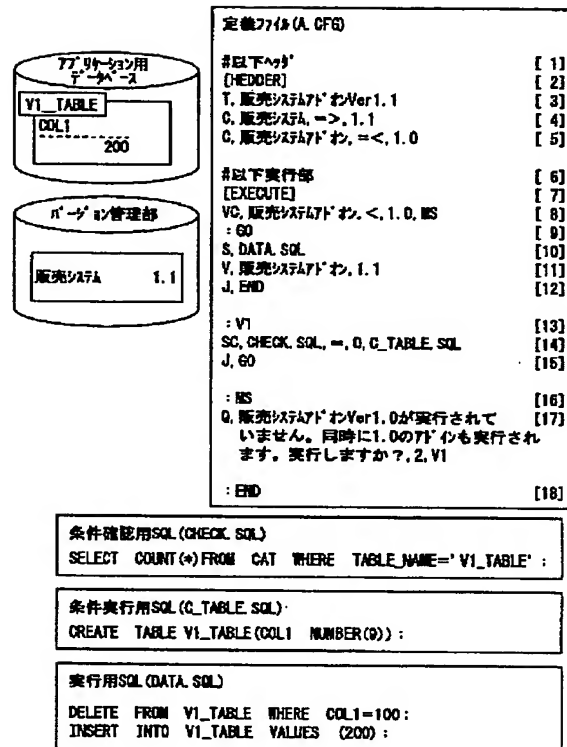 アプリケーション用
データベース
V1_TABLE
COL1
200
バージョン管理部
販売システム 1.1
定義ファイル(A.CFG)
#以下ヘッダ [ 1]
[HEDDER] [ 2]
T,販売システムアドオンVer1.1 [ 3]
C,販売システム,=>,1.1 [ 4]
C,販売システムアドオン,=<,1.0 [ 5]
#以下実行部 [ 6]
[EXECUTE] [ 7]
VC,販売システムアドオン,<,1.0,MS [ 8]
:GO [ 9]
S,DATA.SQL [10]
V,販売システムアドオン,1.1 [11]
J,END [12]
:V1 [13]
SC,CHECK.SQL,=,0,C_TABLE.SQL [14]
J,GO [15]
:MS [16]
Q,販売システムアドオンVer1.0が実行されて [17]
いません。同時に1.0のアドインも実行され
ます。実行しますか?,2,V1
:END [18]
条件確認用SQL(CHECK.SQL)
SELECT COUNT(*)FROM CAT WHERE TABLE_NAME='V1_TABLE';
条件実行用SQL(C_TABLE.SQL)
CREATE TABLE V1_TABLE(COL1 NUMBER(9));
実行用SQL(DATA.SQL)
DELETE FROM V1_TABLE WHERE COL1=100;
INSERT INTO V1_TABLE VALUES (200);